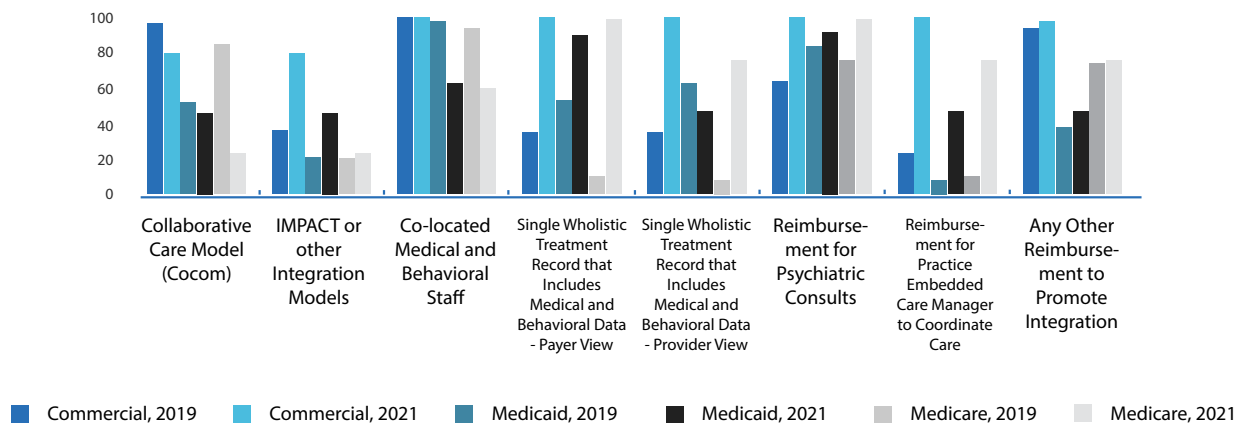 100
80
60
40
20
0
Collaborative
Care Model
(Cocom)
IMPACT or
other
Integration
Models
Co-located
Medical and
Behavioral
Staff
Single Wholistic
Treatment
Record that
Includes
Medical and
Behavioral Data
- Payer View
Single Wholistic
Treatment
Record that
Includes
Medical and
Behavioral Data
- Provider View
Reimburse-
ment for
Psychiatric
Consults
Reimburse-
ment for
Practice
Embedded
Care Manager
to Coordinate
Care
Any Other
Reimburse-
ment to
Promote
Integration
Commercial, 2019
Commercial, 2021
Medicaid, 2019
Medicaid, 2021
Medicare, 2019
Medicare, 2021